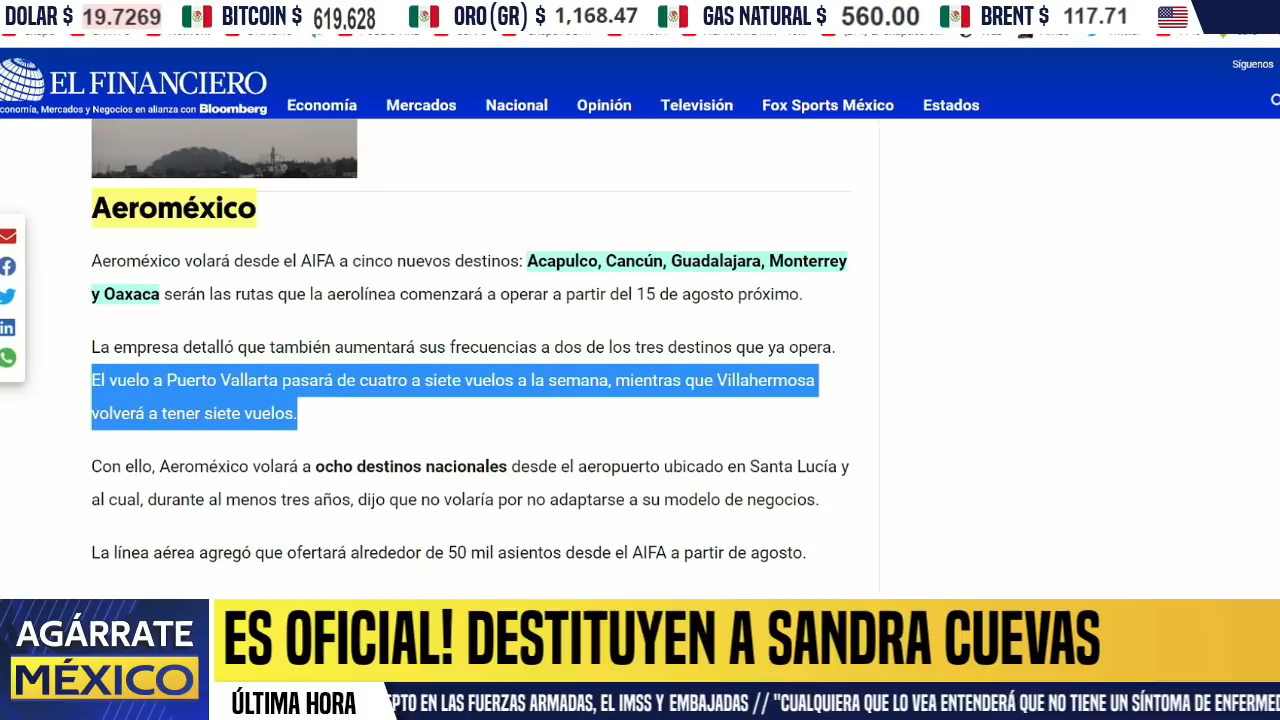 DOLAR $ 19.7269 BITCOIN $ 619.628 ORO(GR) $ 1,168.47 GAS NATURAL $ 560.00 BRENT $ 117.71
EL FINANCIERO
conomía, Mercados y Negocios en alianza con Bloomberg
Economía Mercados Nacional Opinión Televisión Fox Sports México Estados
Síguenos
Aeroméxico
Aeroméxico volará desde el AIFA a cinco nuevos destinos: Acapulco, Cancún, Guadalajara, Monterrey
y Oaxaca serán las rutas que la aerolínea comenzará a operar a partir del 15 de agosto próximo.
La empresa detalló que también aumentará sus frecuencias a dos de los tres destinos que ya opera.
El vuelo a Puerto Vallarta pasará de cuatro a siete vuelos a la semana, mientras que Villahermosa
volverá a tener siete vuelos.
Con ello, Aeroméxico volará a ocho destinos nacionales desde el aeropuerto ubicado en Santa Lucía y
al cual, durante al menos tres años, dijo que no volaría por no adaptarse a su modelo de negocios.
La línea aérea agregó que ofertará alrededor de 50 mil asientos desde el AIFA a partir de agosto.
AGÁRRATE
MÉXICO
ES OFICIAL! DESTITUYEN A SANDRA CUEVAS
ÚLTIMA HORA
PTO EN LAS FUERZAS ARMADAS, EL IMSS Y EMBAJADAS // "CUALQUIERA QUE LO VEA ENTENDERÁ QUE NO TIENE UN SÍNTOMA DE ENFERMED